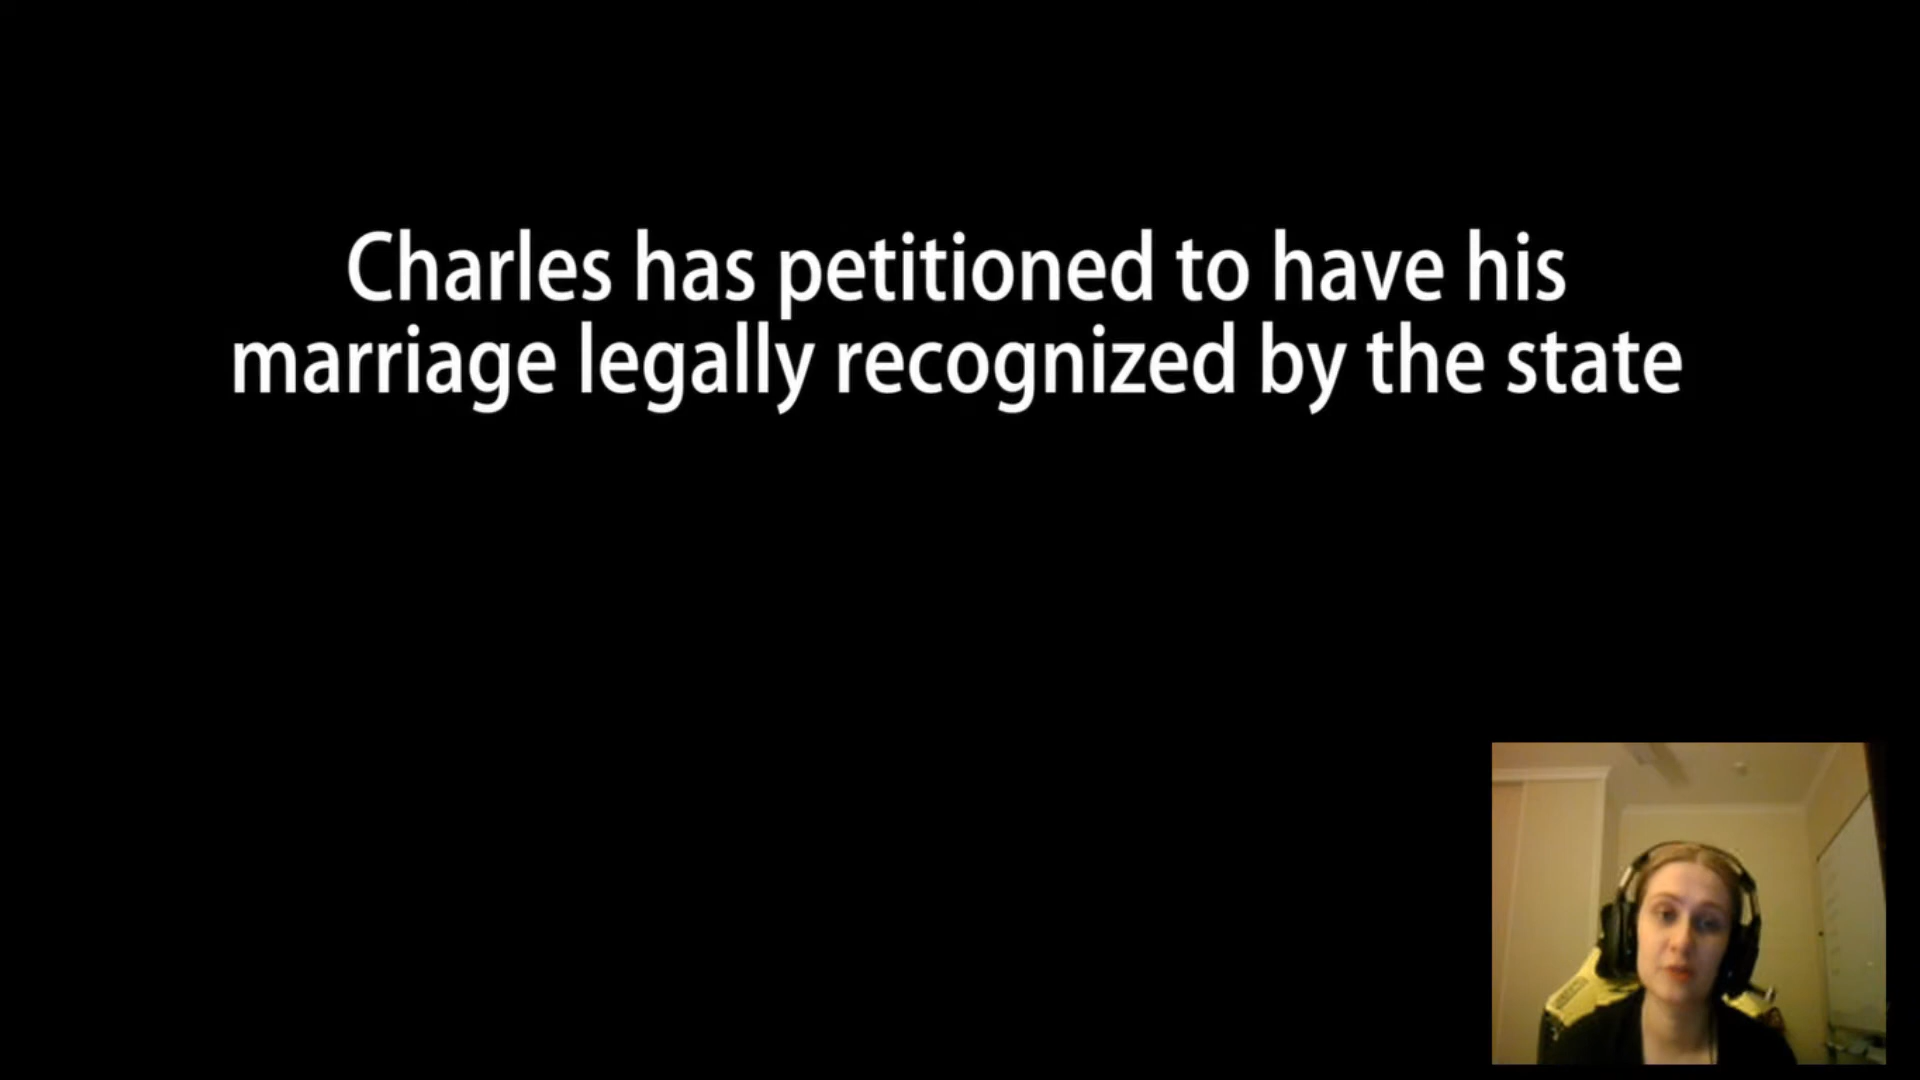 Charles has petitioned to have his
marriage legally recognized by the state